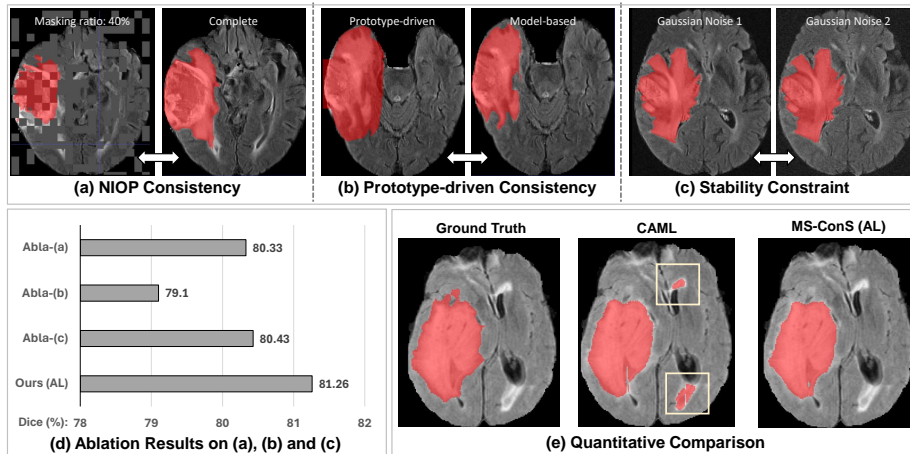 Masking ratio: 40% Complete
Prototype-driven Model-based
Gaussian Noise 1 Gaussian Noise 2
(a) NIOP Consistency
(b) Prototype-driven Consistency
(c) Stability Constraint
Abla-(a) 80.33
Abla-(b) 79.1
Abla-(c) 80.43
Ours (AL) 81.26
Dice (%): 78 79 80 81 82
(d) Ablation Results on (a), (b) and (c)
Ground Truth CAML MS-ConS (AL)
(e) Quantitative Comparison